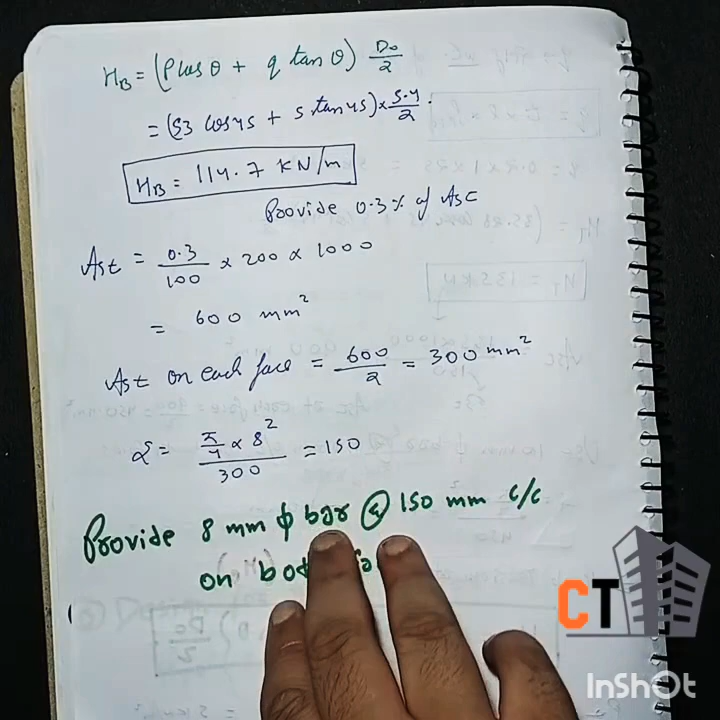 H_B = (P cos θ + q tan θ) D₀/2
= (53 cos 45 + 5 tan 45) × 5.4/2
H_B = 114.7 KN/m
Provide 0.3% of Asc
Ast = 0.3/100 × 200 × 1000
= 600 mm²
Ast on each face = 600/2 = 300 mm²
S = π/4 × 8² / 300 = 150
Provide 8 mm ϕ bar @ 150 mm c/c
on
CT
InShOt